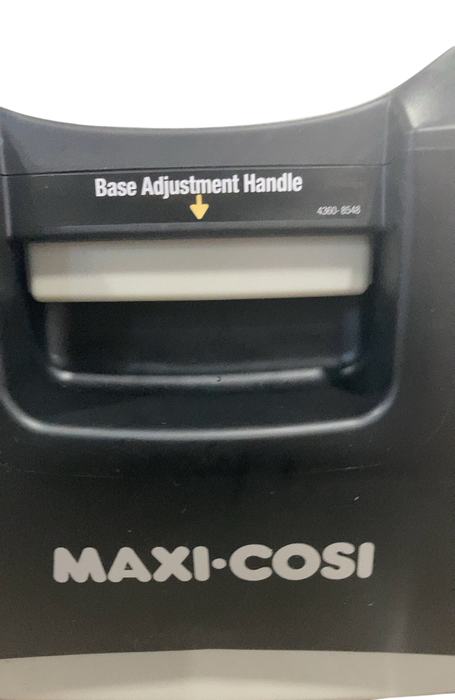 Base Adjustment Handle
4360-8548
MAXI·COSI